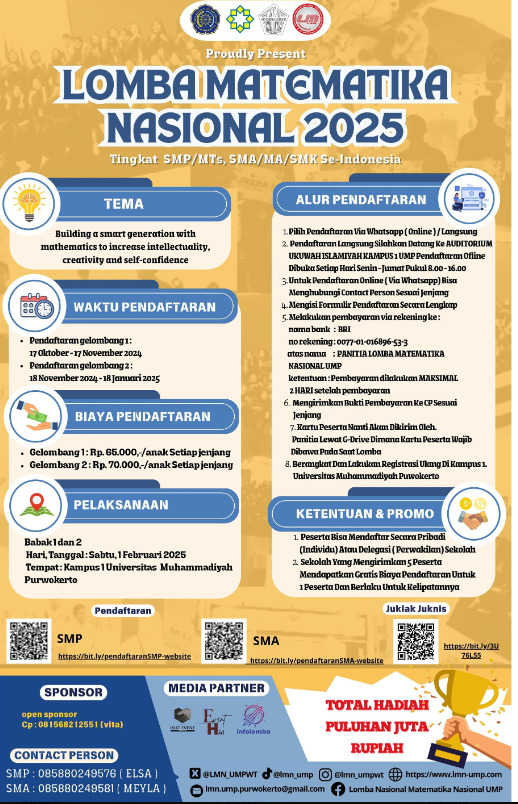 Proudly Present
LOMBA MATEMATIKA
NASIONAL 2025
Tingkat SMP/MTs, SMA/MA/SMK Se-Indonesia
TEMA
Building a smart generation with
mathematics to increase intellectuality,
creativity and self-confidence
WAKTU PENDAFTARAN
• Pendaftaran gelombang 1 :
17 Oktober - 17 November 2024
• Pendaftaran gelombang 2 :
18 November 2024 - 18 Januari 2025
BIAYA PENDAFTARAN
• Gelombang 1 : Rp. 65.000,-/anak Setiap jenjang
• Gelombang 2 : Rp. 70.000,-/anak Setiap jenjang
PELAKSANAAN
Babak 1 dan 2
Hari, Tanggal : Sabtu, 1 Februari 2025
Tempat : Kampus 1 Universitas Muhammadiyah
Purwokerto
ALUR PENDAFTARAN
1. Pilih Pendaftaran Via Whatsapp ( Online ) / Langsung
2. Pendaftaran Langsung Silahkan Datang Ke AUDITORIUM
UKUWAH ISLAMIYAH KAMPUS 1 UMP Pendaftaran Ofline
Dibuka Setiap Hari Senin - Jumat Pukul 8.00 - 16.00
3. Untuk Pendaftaran Online ( Via Whatsapp) Bisa
Menghubungi Contact Person Sesuai Jenjang
4. Mengisi Formulir Pendaftaran Secara Lengkap
5. Melakukan pembayaran via rekening ke :
nama bank : BRI
no rekening : 0077-01-016896-53-3
atas nama : PANITIA LOMBA MATEMATIKA
NASIONAL UMP
ketentuan : Pembayaran dilakukan MAKSIMAL
2 HARI setelah pembayaran
6. Mengirimkan Bukti Pembayaran Ke CP Sesuai
Jenjang
7. Kartu Peserta Nanti Akan Dikirim Oleh.
Panitia Lewat G-Drive Dimana Kartu Peserta Wajib
Dibawa Pada Saat Lomba
8. Berangkat Dan Lakukan Registrasi Ulang Di Kampus 1.
Universitas Muhammadiyah Purwokerto
KETENTUAN & PROMO
1. Peserta Bisa Mendaftar Secara Pribadi
(Individu) Atau Delegasi ( Perwakilan) Sekolah
2. Sekolah Yang Mengirimkan 5 Peserta
Mendapatkan Gratis Biaya Pendaftaran Untuk
1 Peserta Dan Berlaku Untuk Kelipatannya
Pendaftaran
SMP
https://bit.ly/pendaftaranSMP-website
SMA
https://bit.ly/pendaftaranSMA-website
Juklak Juknis
https://bit.ly/3U
76LS5
SPONSOR
open sponsor
Cp : 081568212551 (vita)
CONTACT PERSON
SMP : 085880249576 ( ELSA )
SMA : 085880249581 ( MEYLA )
MEDIA PARTNER
Event
Hid
infolomba
TOTAL HADIAH
PULUHAN JUTA
RUPIAH
@LMN_UMPWT @lmn_ump @lmn_umpwt https://www.lmn-ump.com
lmn.ump.purwokerto@gmail.com Lomba Nasional Matematika Nasional UMP